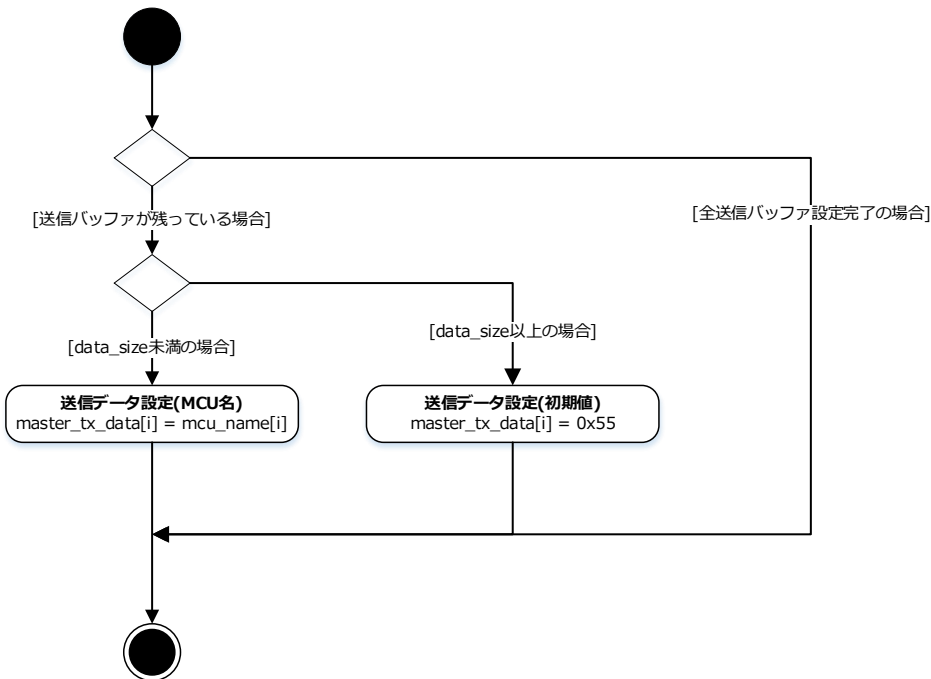 [送信バッファが残っている場合]
[全送信バッファ設定完了の場合]
[data_size未満の場合]
[data_size以上の場合]
送信データ設定(MCU名)
master_tx_data[i] = mcu_name[i]
送信データ設定(初期値)
master_tx_data[i] = 0x55